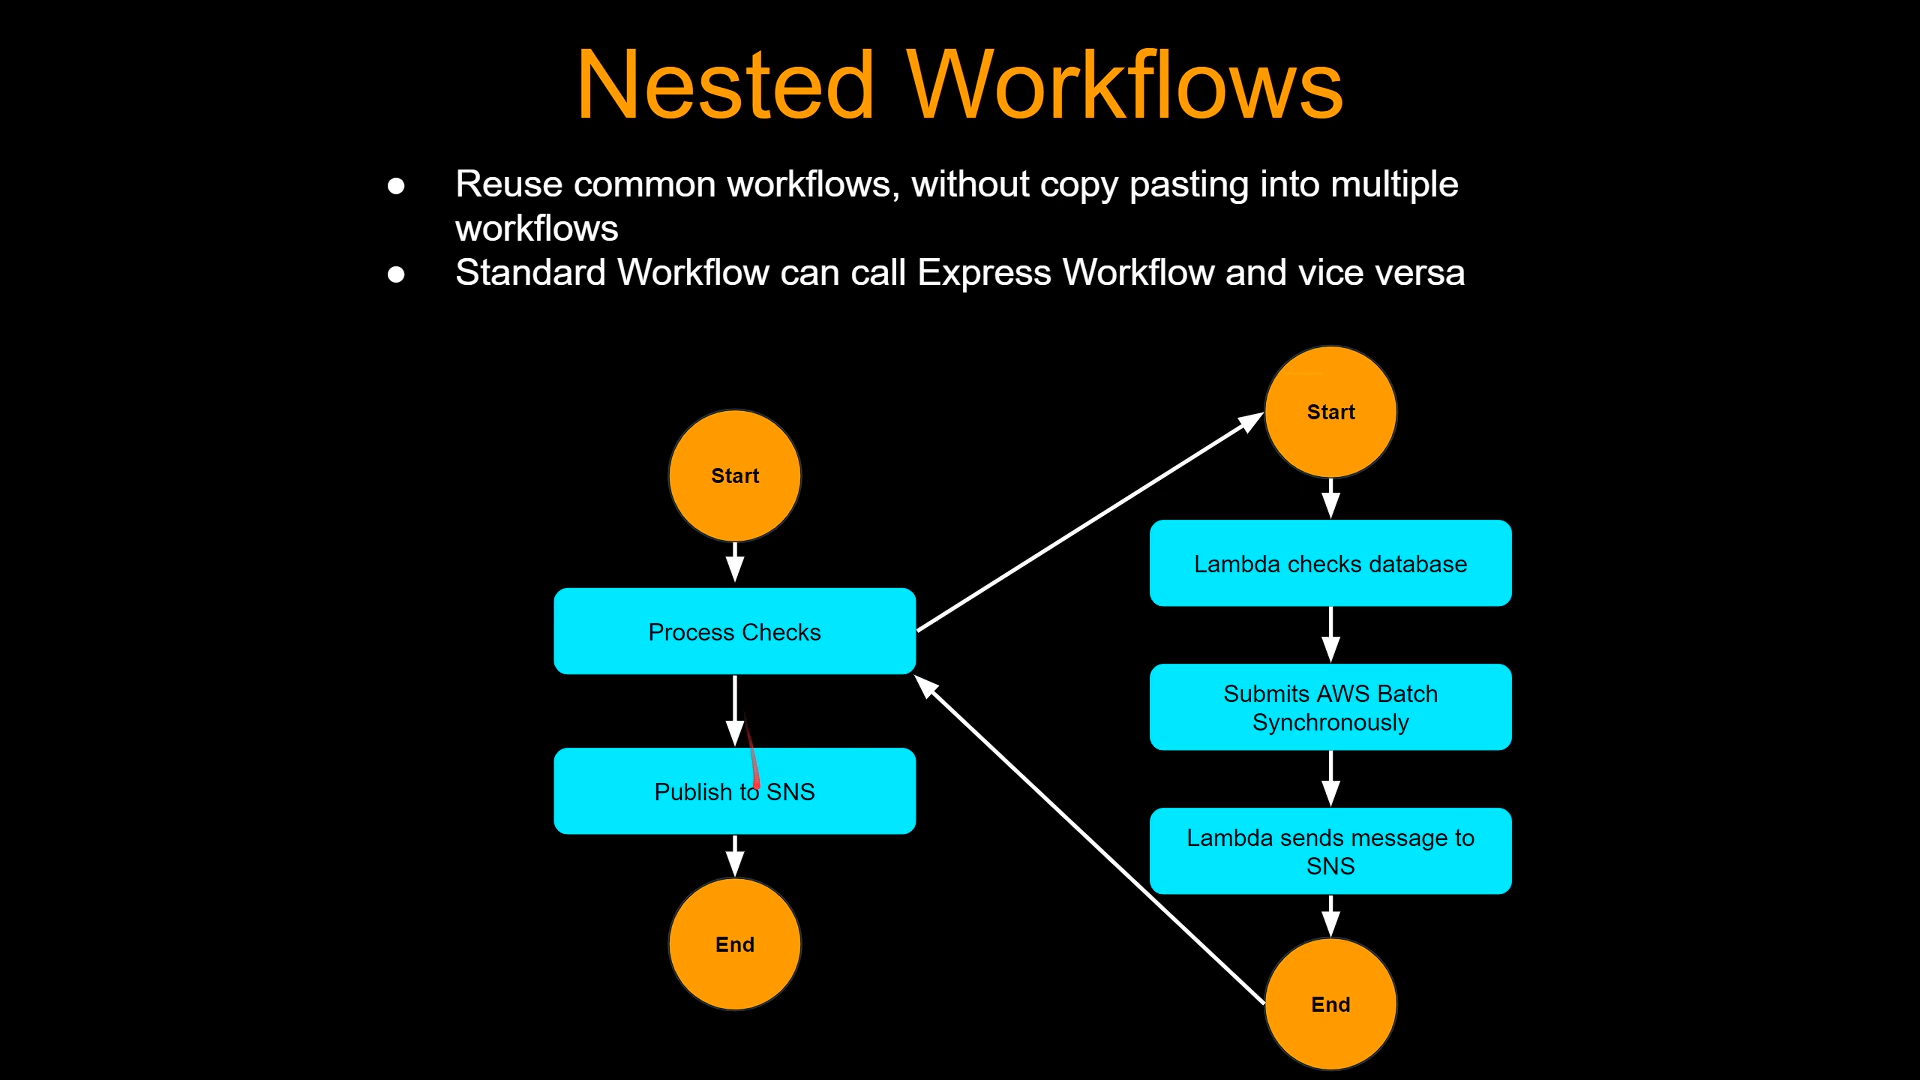 Nested Workflows
● Reuse common workflows, without copy pasting into multiple
workflows
● Standard Workflow can call Express Workflow and vice versa
Start
Process Checks
Publish to SNS
End
Start
Lambda checks database
Submits AWS Batch
Synchronously
Lambda sends message to
SNS
End